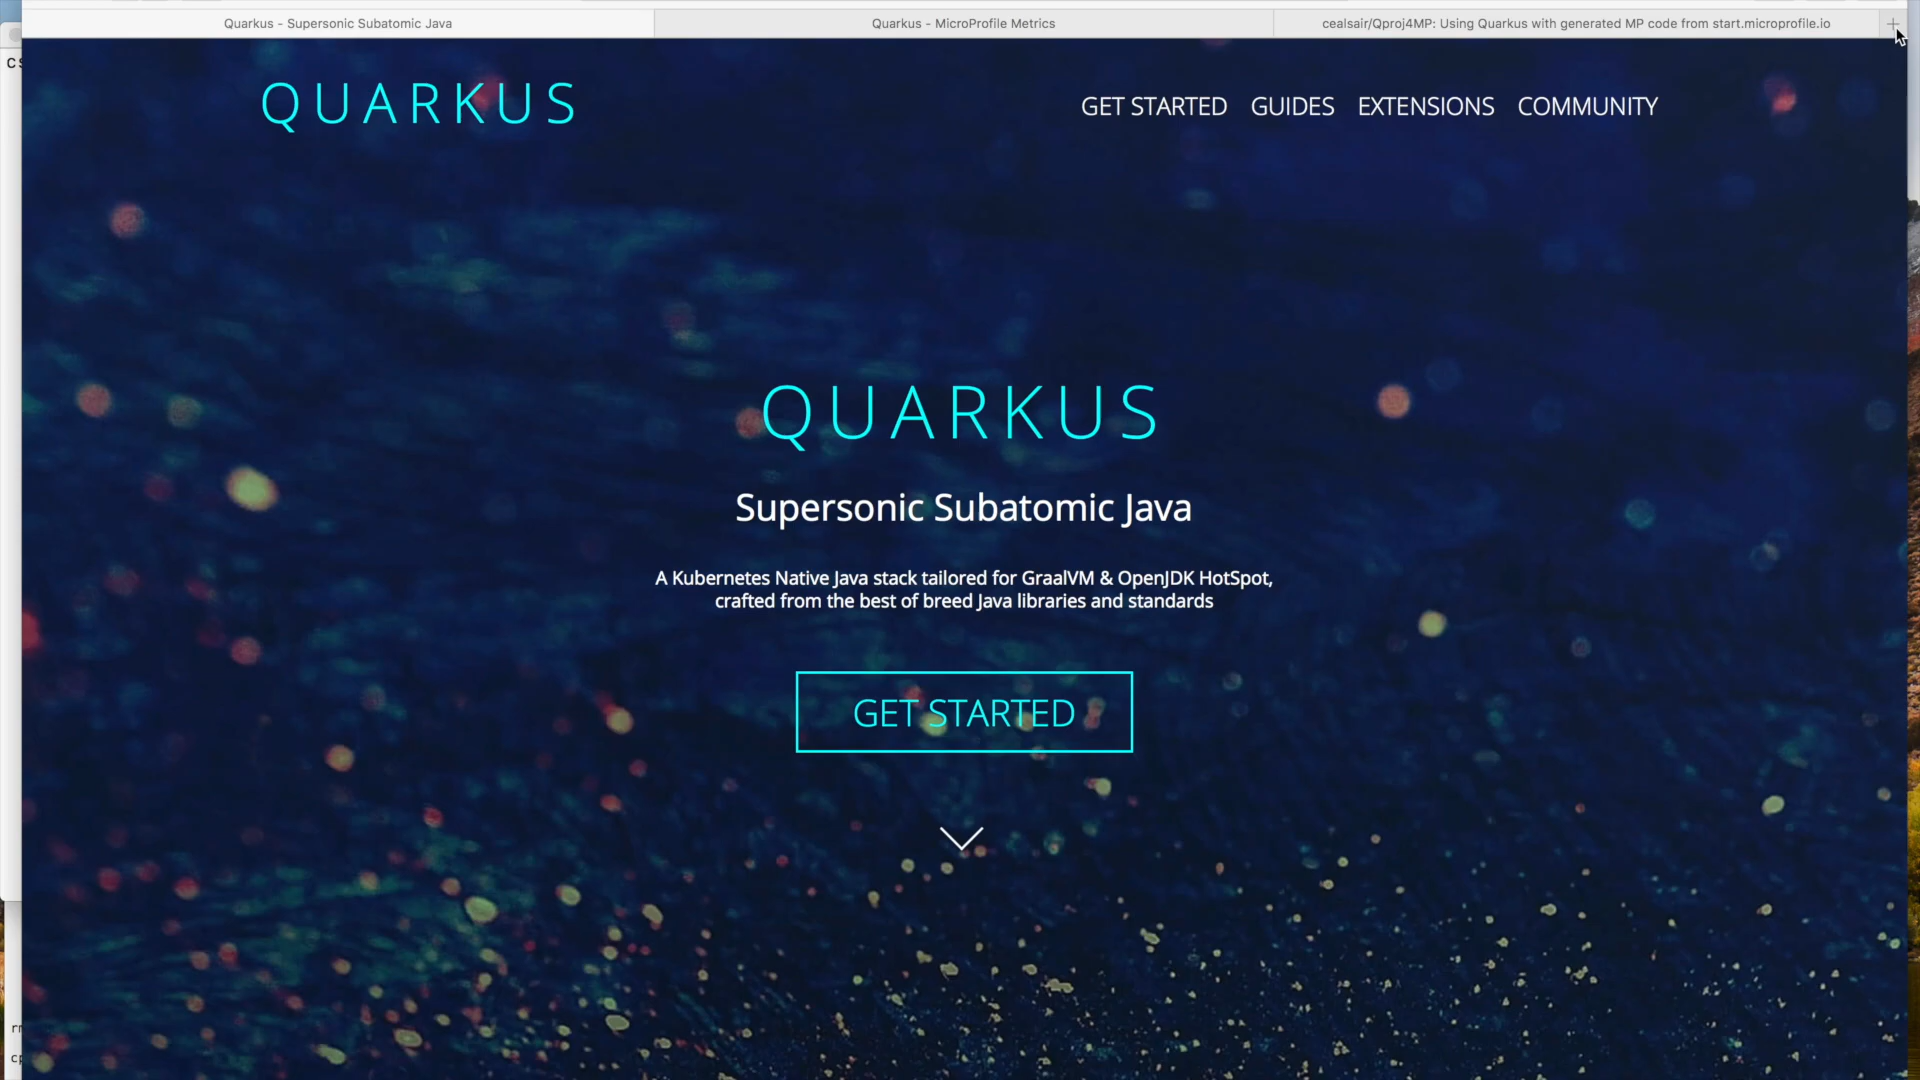 Quarkus - Supersonic Subatomic Java
Quarkus - MicroProfile Metrics
cealsair/Qproj4MP: Using Quarkus with generated MP code from start.microprofile.io
QUARKUS
GET STARTED GUIDES EXTENSIONS COMMUNITY
QUARKUS
Supersonic Subatomic Java
A Kubernetes Native Java stack tailored for GraalVM & OpenJDK HotSpot,
crafted from the best of breed Java libraries and standards
GET STARTED